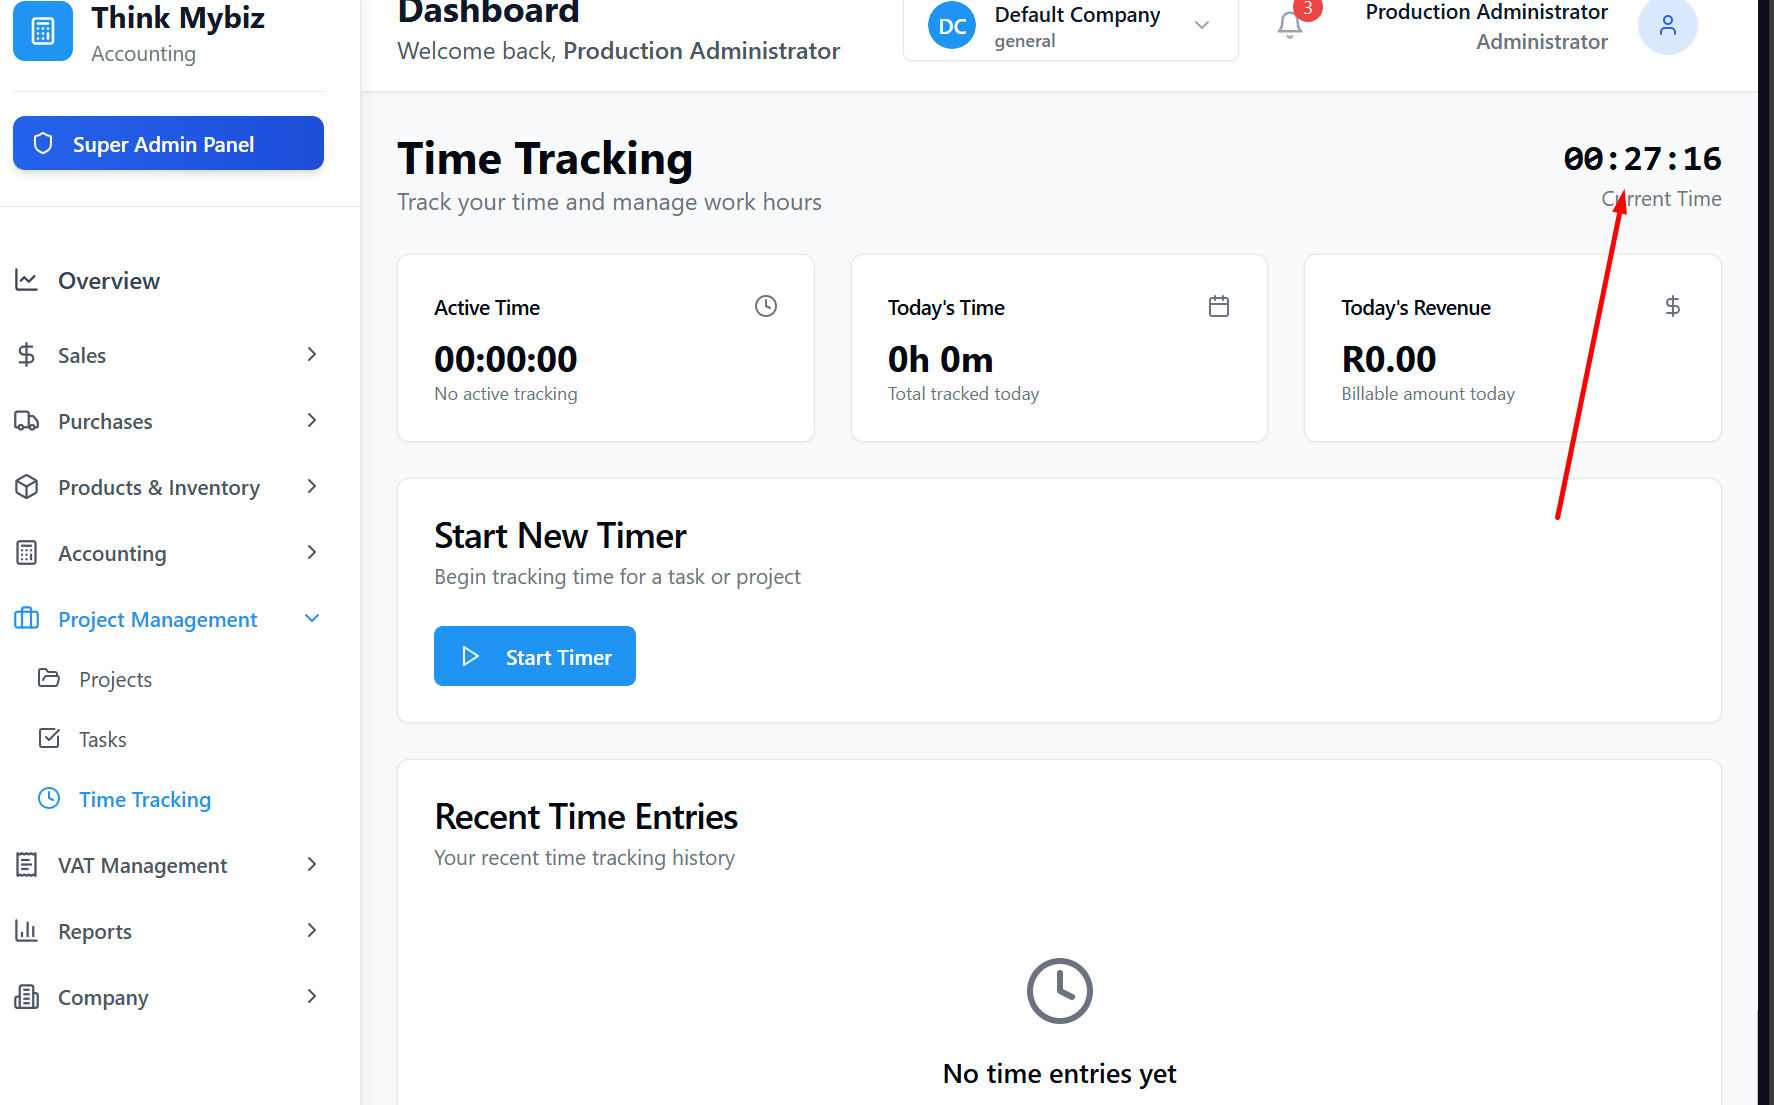 Think Mybiz
Accounting
Super Admin Panel
Overview
Sales
Purchases
Products & Inventory
Accounting
Project Management
Projects
Tasks
Time Tracking
VAT Management
Reports
Company
Dashboard
Welcome back, Production Administrator
DC
Default Company
general
3
Production Administrator
Administrator
Time Tracking
Track your time and manage work hours
00:27:16
Current Time
Active Time
00:00:00
No active tracking
Today's Time
0h 0m
Total tracked today
Today's Revenue
R0.00
Billable amount today
Start New Timer
Begin tracking time for a task or project
Start Timer
Recent Time Entries
Your recent time tracking history
No time entries yet